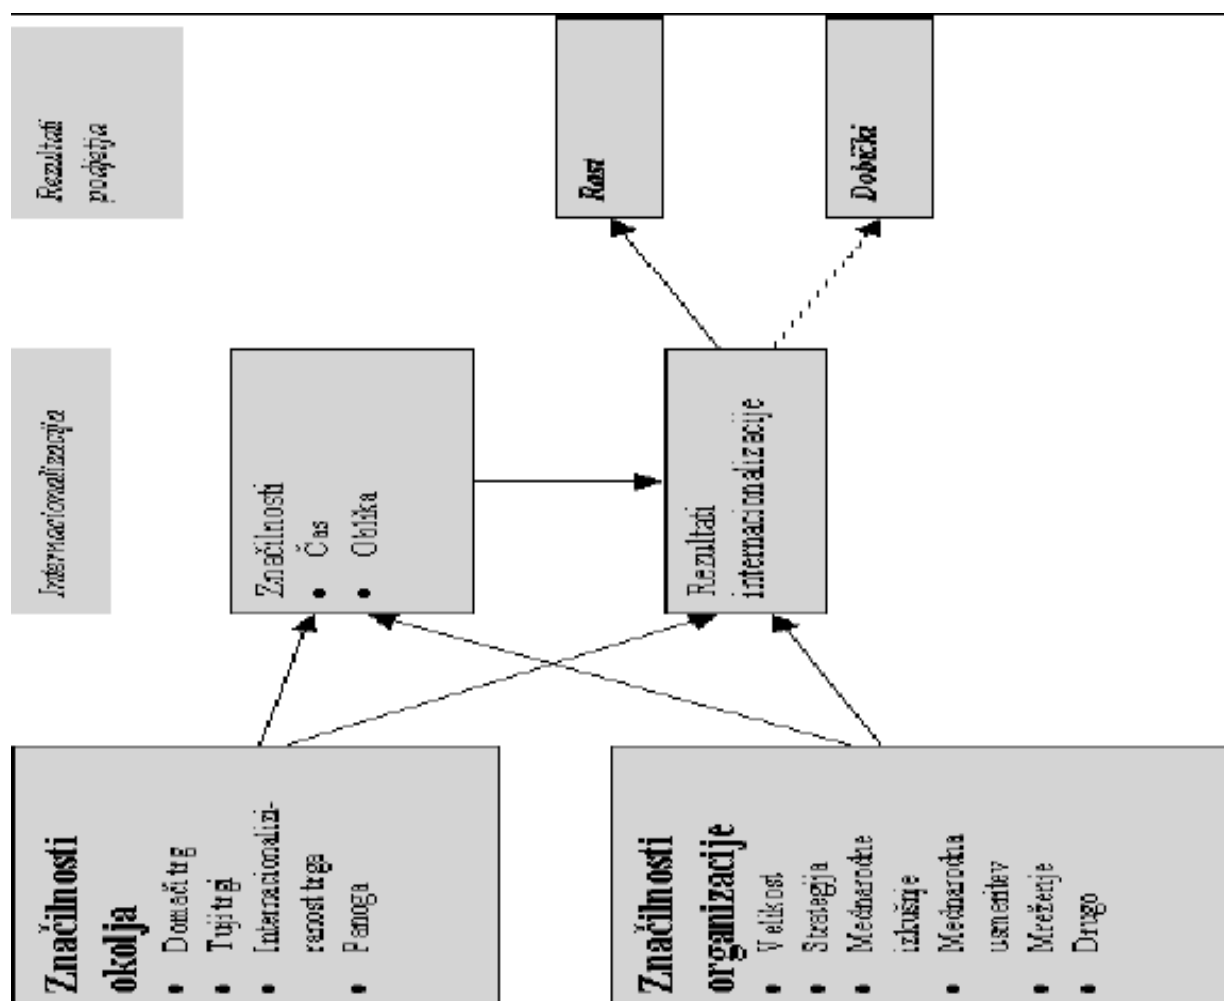 Značilnosti
okolja
• Domači trg
• Tuji trgi
• Internacionalizi-
ranost trga
• Panoga
Značilnosti
organizacije
• Velikost
• Strategija
• Mednarodne
izkušnje
• Mednarodna
usmeritev
• Mreženje
• Drugo
Internacionalizacija
Značilnosti
• Čas
• Oblika
Rezultati
internacionalizacije
Rezultati
podjetja
Rast
Dobički